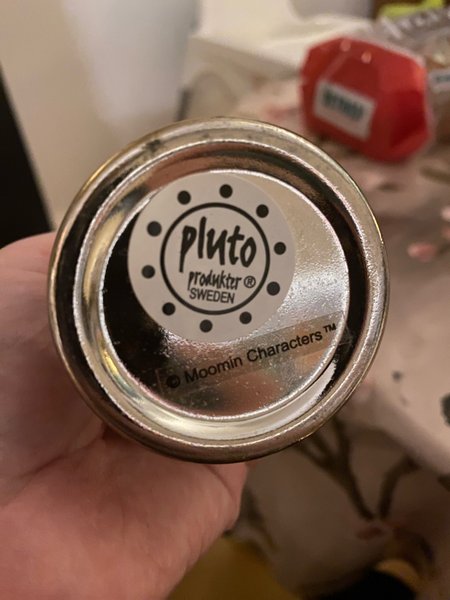 pluto
produkter®
SWEDEN
© Moomin Characters™